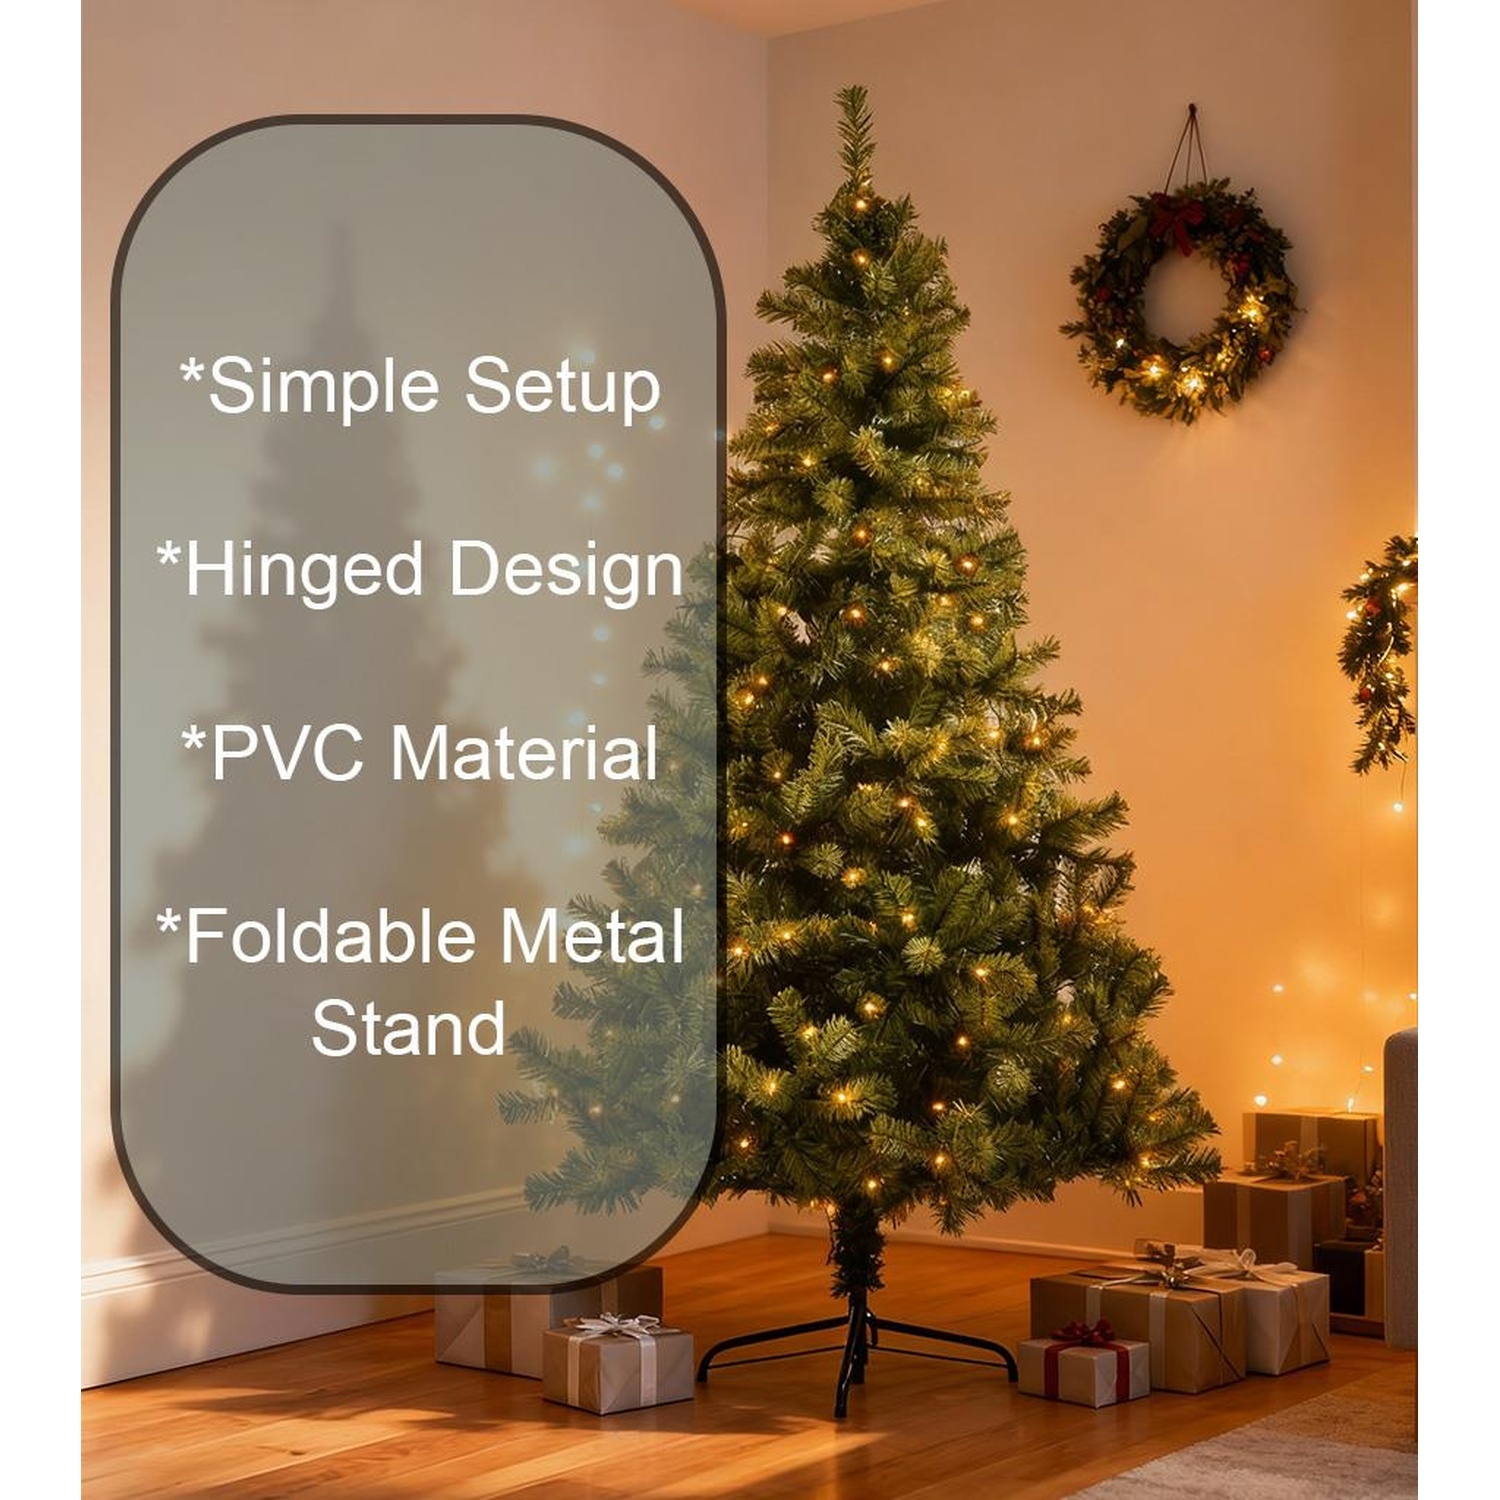 *Simple Setup
*Hinged Design
*PVC Material
*Foldable Metal
Stand